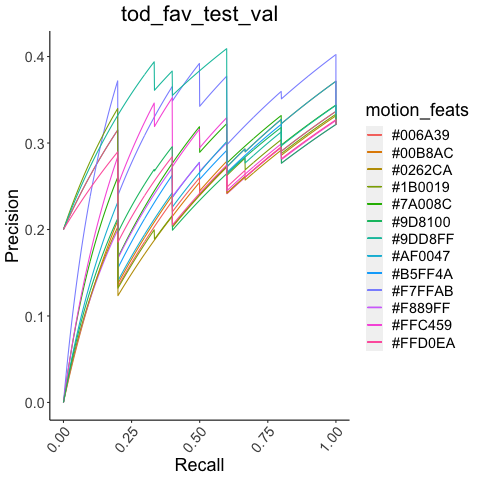 tod_fav_test_val
0.4
0.3
0.2
0.1
0.0
Precision
0.00
0.25
0.50
0.75
1.00
Recall
motion_feats
#006A39
#00B8AC
#0262CA
#1B0019
#7A008C
#9D8100
#9DD8FF
#AF0047
#B5FF4A
#F7FFAB
#F889FF
#FFC459
#FFD0EA